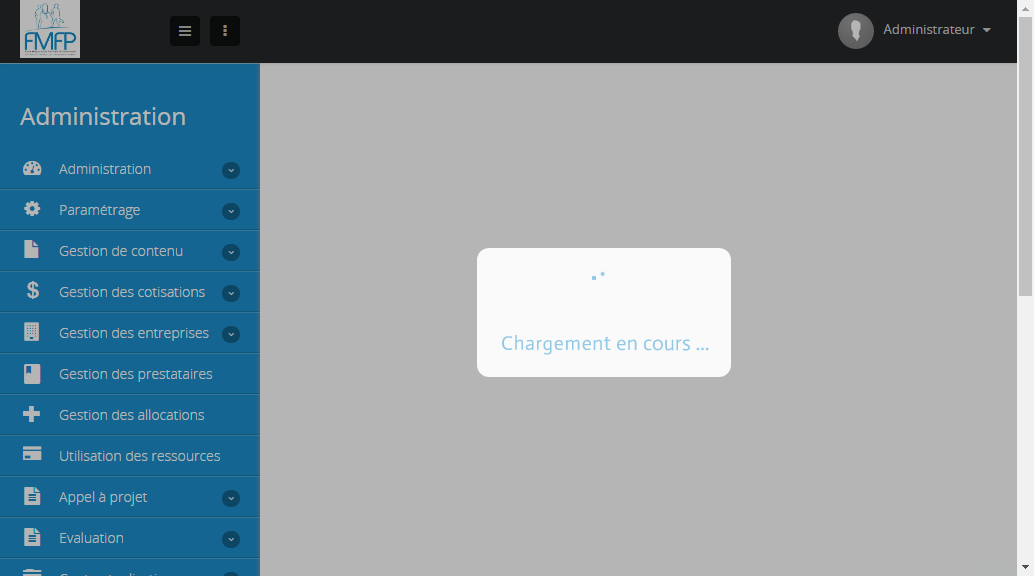 FMFP
Administrateur
Administration
Administration
Paramétrage
Gestion de contenu
Gestion des cotisations
Gestion des entreprises
Gestion des prestataires
Gestion des allocations
Utilisation des ressources
Appel à projet
Evaluation
Chargement en cours ...